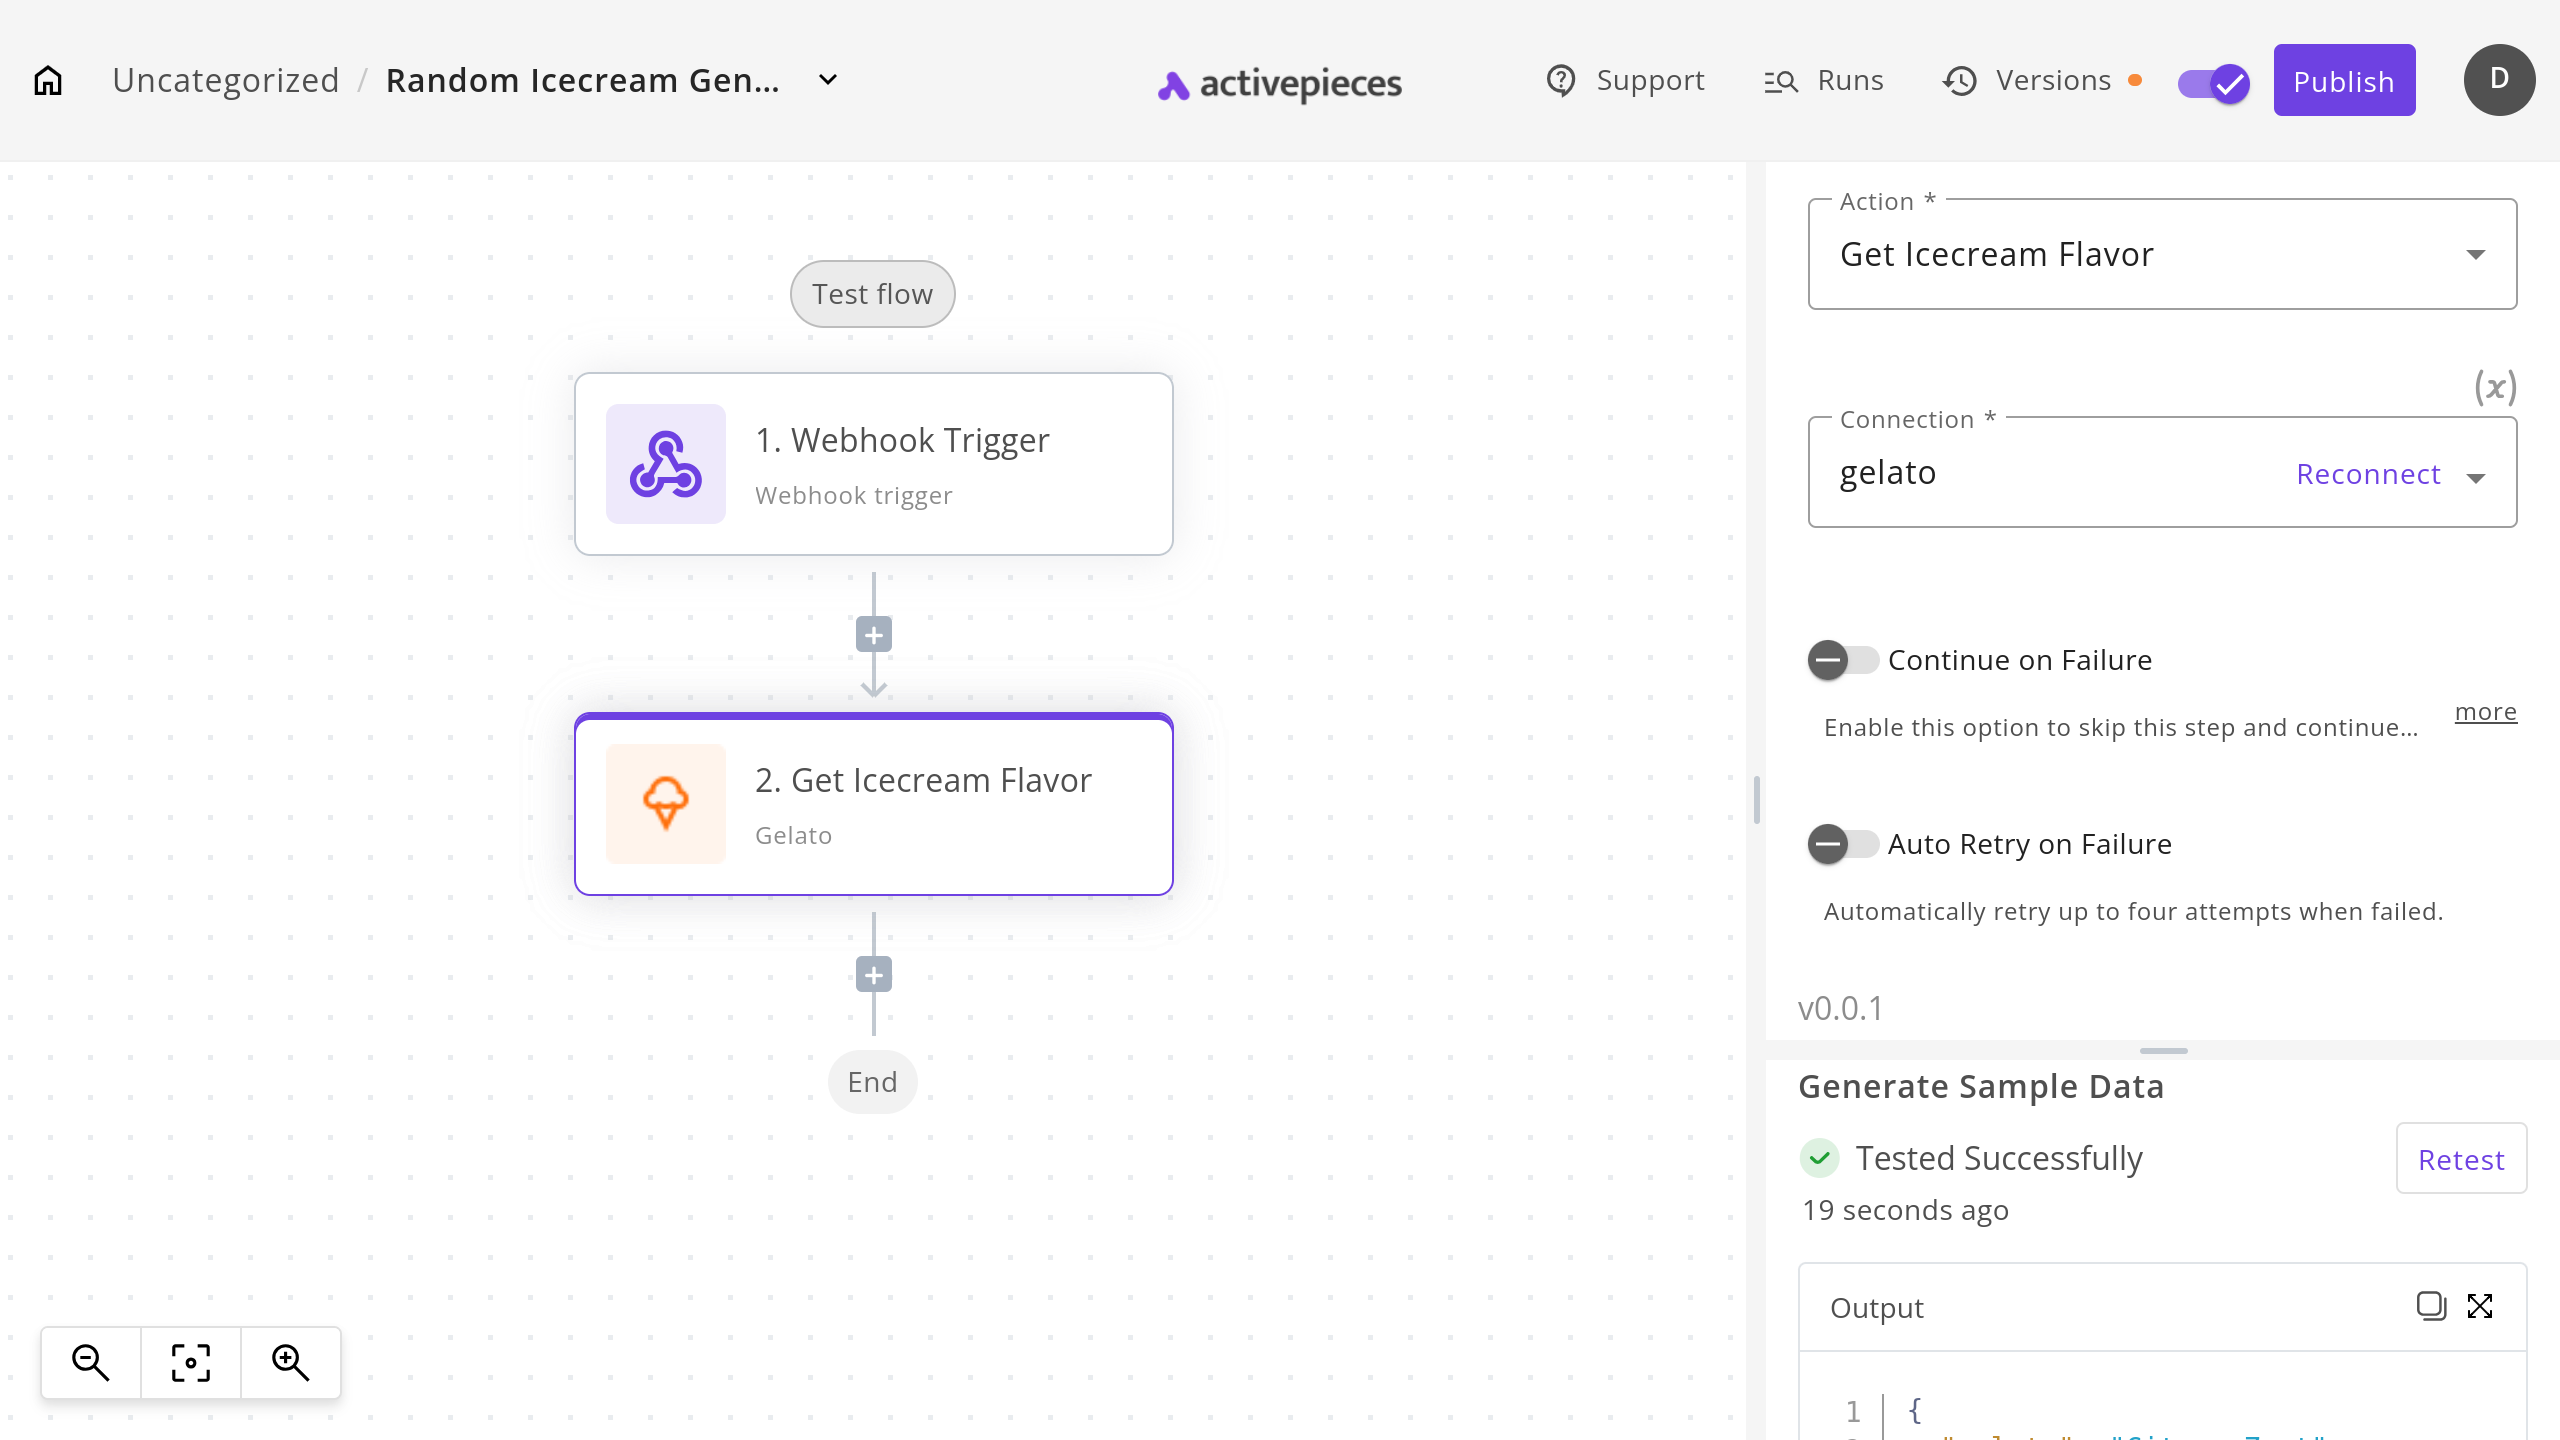 Uncategorized / Random Icecream Gen...
activepieces
Support
Runs
Versions
Publish
D
Test flow
1. Webhook Trigger
Webhook trigger
2. Get Icecream Flavor
Gelato
End
Action *
Get Icecream Flavor
(x)
Connection *
gelato
Reconnect
Continue on Failure
Enable this option to skip this step and continue...
more
Auto Retry on Failure
Automatically retry up to four attempts when failed.
v0.0.1
Generate Sample Data
Tested Successfully
Retest
19 seconds ago
Output
1 {